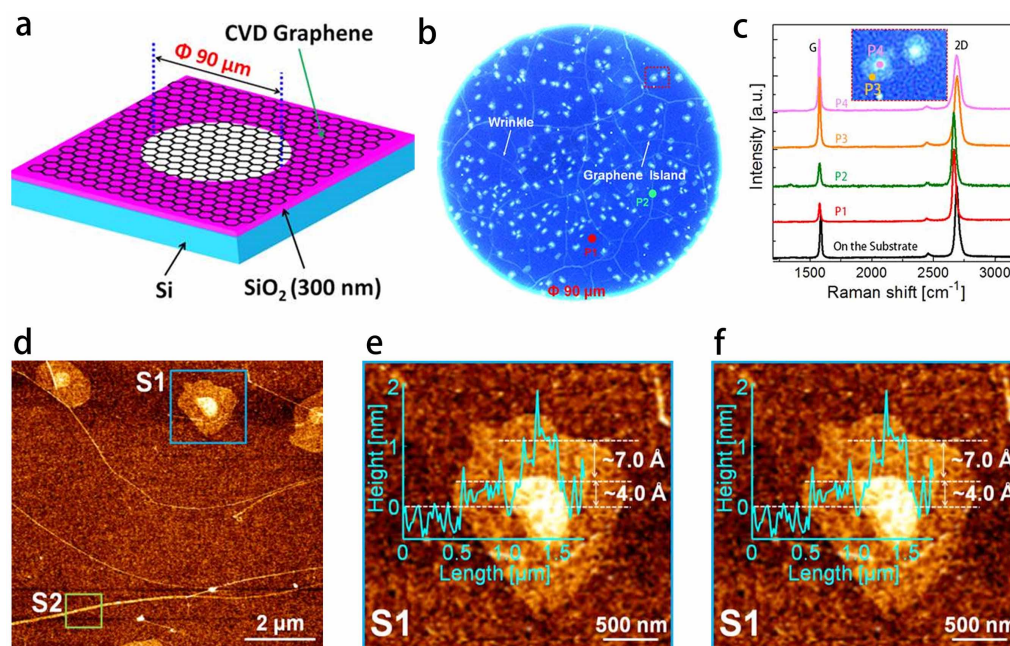 a
CVD Graphene
Φ 90 μm
Si
SiO₂ (300 nm)
b
Wrinkle
Graphene Island
P2
P1
Φ 90 μm
c
Intensity [a.u.]
G
2D
P4
P3
P4
P3
P2
P1
On the Substrate
1500 2000 2500 3000
Raman shift [cm⁻¹]
d
S1
S2
2 μm
e
Height [nm]
2
1
0
~7.0 Å
~4.0 Å
0 0.5 1.0 1.5
Length [μm]
S1
500 nm
f
Height [nm]
2
1
0
~7.0 Å
~4.0 Å
0 0.5 1.0 1.5
Length [μm]
S1
500 nm